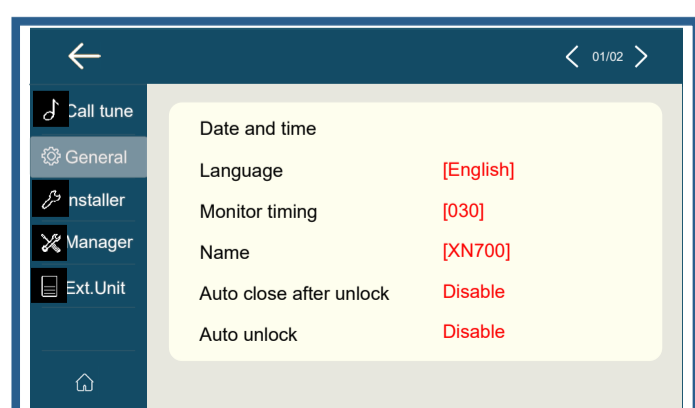 01/02
Call tune
General
nstaller
Manager
Ext.Unit
Date and time
Language [English]
Monitor timing [030]
Name [XN700]
Auto close after unlock Disable
Auto unlock Disable